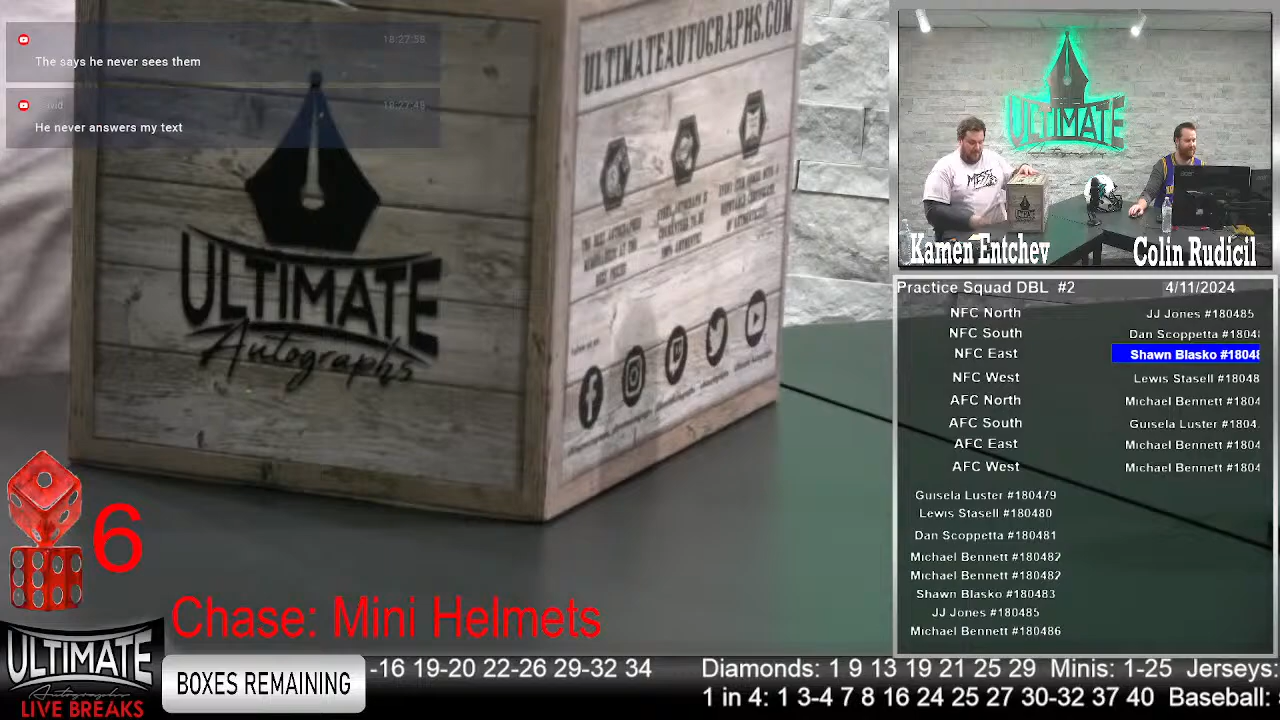 18:27:59
The says he never sees them
18:27:49
He never answers my text
ULTIMATE
Autographs
ULTIMATEAUTOGRAPHS.COM
ULTIMATE
Kamen Entchev
Colin Rudicil
Practice Squad DBL #2 4/11/2024
NFC North JJ Jones #180485
NFC South Dan Scoppetta #1804
NFC East Shawn Blasko #18048
NFC West Lewis Stasell #18048
AFC North Michael Bennett #1804
AFC South Guisela Luster #1804
AFC East Michael Bennett #1804
AFC West Michael Bennett #1804
Guisela Luster #180479
Lewis Stasell #180480
Dan Scoppetta #180481
Michael Bennett #180482
Michael Bennett #180482
Shawn Blasko #180483
JJ Jones #180485
Michael Bennett #180486
6
Chase: Mini Helmets
ULTIMATE
Autographs
LIVE BREAKS
BOXES REMAINING
-16 19-20 22-26 29-32 34 Diamonds: 1 9 13 19 21 25 29 Minis: 1-25 Jerseys:
1 in 4: 1 3-4 7 8 16 24 25 27 30-32 37 40 Baseball: